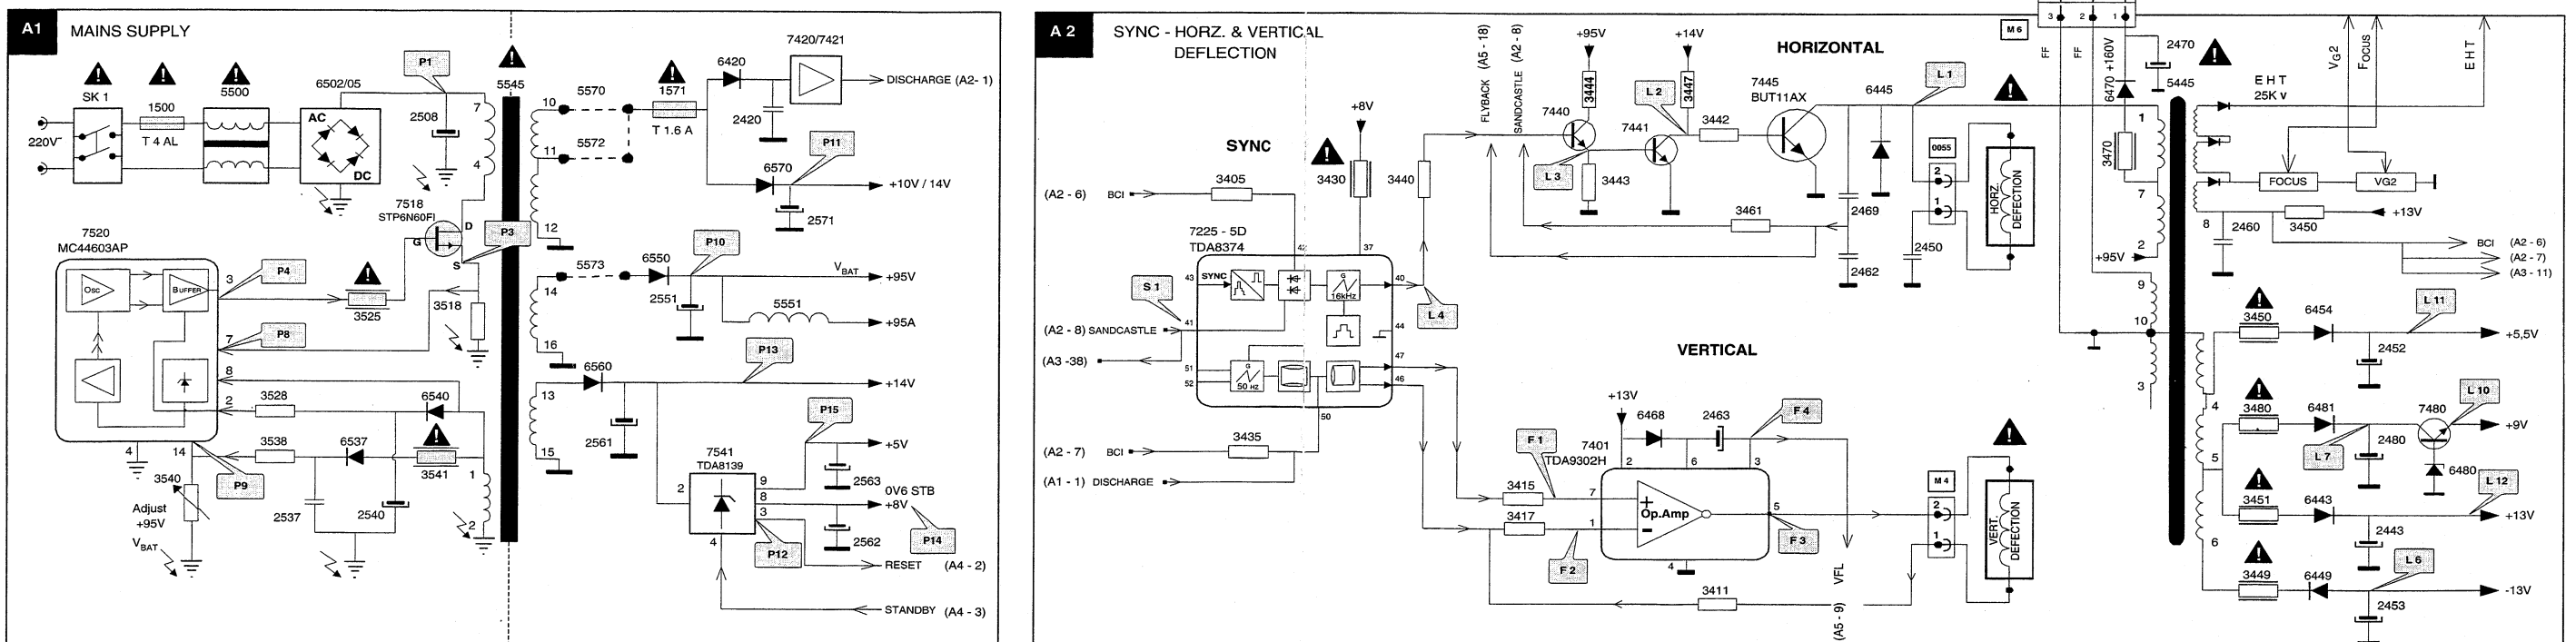 A1 MAINS SUPPLY
SK 1
1500
T 4 AL
5500
6502/05
AC
DC
220V~
P1
2508
7
4
5545
7518
STP6N60FI
D
G
S
P3
7520
MC44603AP
OSC
BUFFER
3
P4
3525
3518
P8
7
8
2
3528
6540
3538
6537
3541
4
14
P9
3540
Adjust
+95V
VBAT
2537
2540
1
2
10
5570
11
5572
12
1571
T 1.6 A
6420
2420
7420/7421
DISCHARGE (A2- 1)
P11
6570
+10V / 14V
2571
5573
14
16
6550
P10
VBAT
+95V
2551
5551
+95A
P13
6560
+14V
13
15
2561
7541
TDA8139
2
9
8
3
4
P15
+5V
2563
0V6 STB
+8V
2562
P14
P12
RESET (A4 - 2)
STANDBY (A4 - 3)
A 2 SYNC - HORZ. & VERTICAL
DEFLECTION
SYNC
(A2 - 6) BCI
3405
7225 - 5D
TDA8374
42
37
43
SYNC
G
16kHz
40
44
S 1
41
(A2 - 8) SANDCASTLE
(A3 -38)
51
52
G
50 HZ
47
46
50
(A2 - 7) BCI
3435
(A1 - 1) DISCHARGE
+8V
3430
3440
L 4
FLYBACK (A5 - 18)
SANDCASTLE (A2 - 8)
+95V
3444
7440
L 3
3443
L 2
7441
+14V
3447
3442
HORIZONTAL
7445
BUT11AX
6445
L 1
3461
2469
2462
2450
0055
2
1
HORZ.
DEFECTION
VERTICAL
+13V
6468
2463
F 4
7401
TDA9302H
2
6
3
F 1
3415
7
3417
1
F 2
Op.Amp
5
F 3
4
3411
VFL
(A5 - 9)
M 4
2
1
VERT.
DEFECTION
M 6
3
2
1
FF
FF
6470 +160V
2470
5445
3470
1
7
2
+95V
9
10
3
EHT
25K v
VG2
FOCUS
EHT
FOCUS
VG2
8
2460
3450
+13V
BCI (A2 - 6)
(A2 - 7)
(A3 - 11)
L 11
3450
6454
+5,5V
2452
4
3480
6481
7480
L 10
+9V
L 7
2480
6480
5
3451
6443
L 12
+13V
2443
6
3449
6449
L 6
-13V
2453